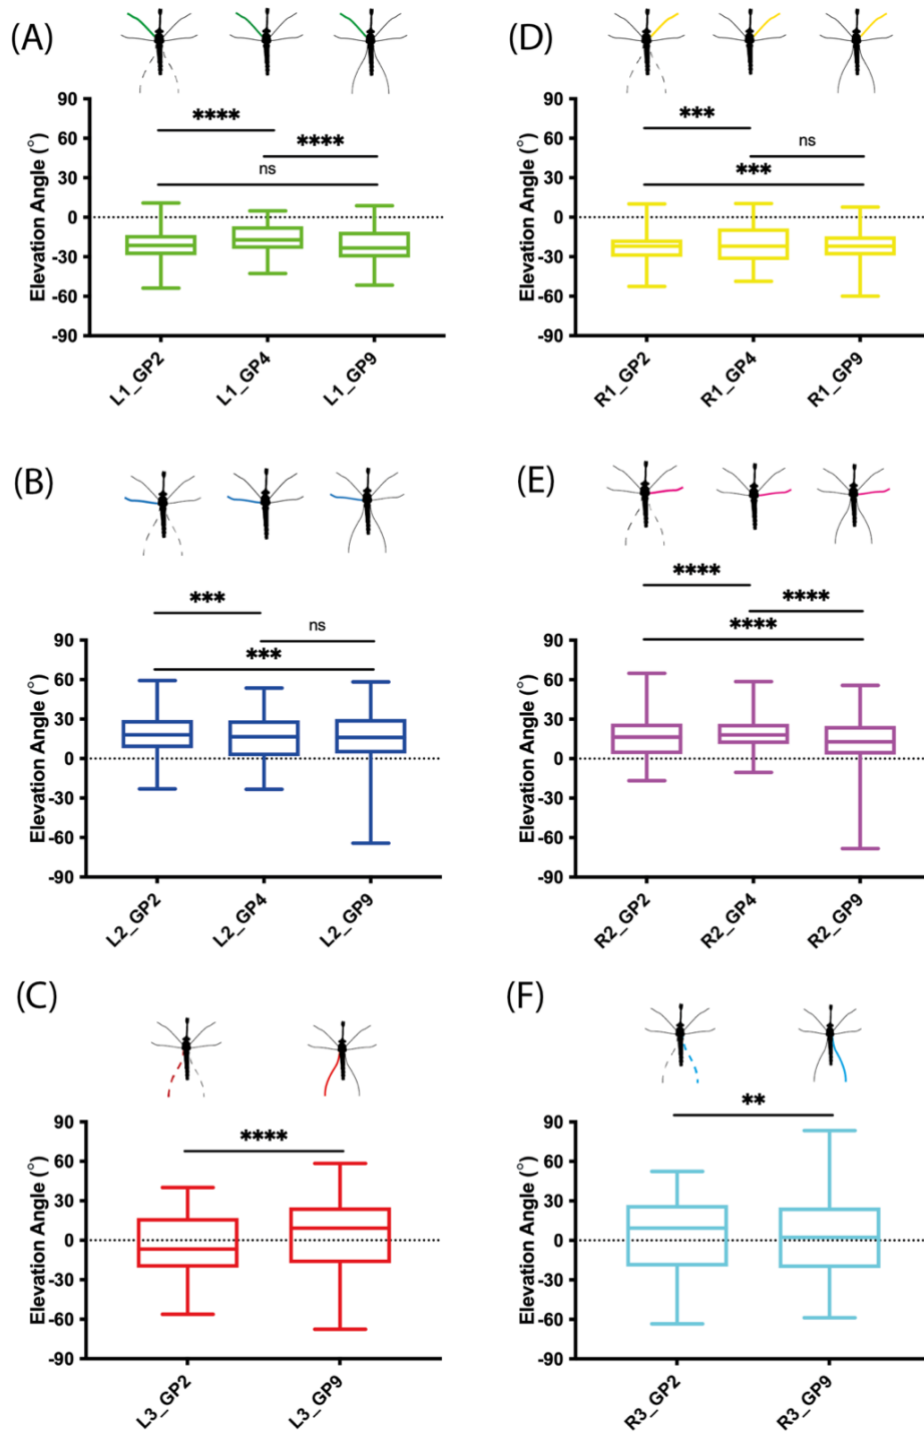 (A)
****
****
ns
Elevation Angle (°)
90
60
30
0
-30
-60
-90
L1_GP2
L1_GP4
L1_GP9
(D)
***
ns
***
Elevation Angle (°)
90
60
30
0
-30
-60
-90
R1_GP2
R1_GP4
R1_GP9
(B)
***
ns
***
Elevation Angle (°)
90
60
30
0
-30
-60
-90
L2_GP2
L2_GP4
L2_GP9
(E)
****
****
****
Elevation Angle (°)
90
60
30
0
-30
-60
-90
R2_GP2
R2_GP4
R2_GP9
(C)
****
Elevation Angle (°)
90
60
30
0
-30
-60
-90
L3_GP2
L3_GP9
(F)
**
Elevation Angle (°)
90
60
30
0
-30
-60
-90
R3_GP2
R3_GP9